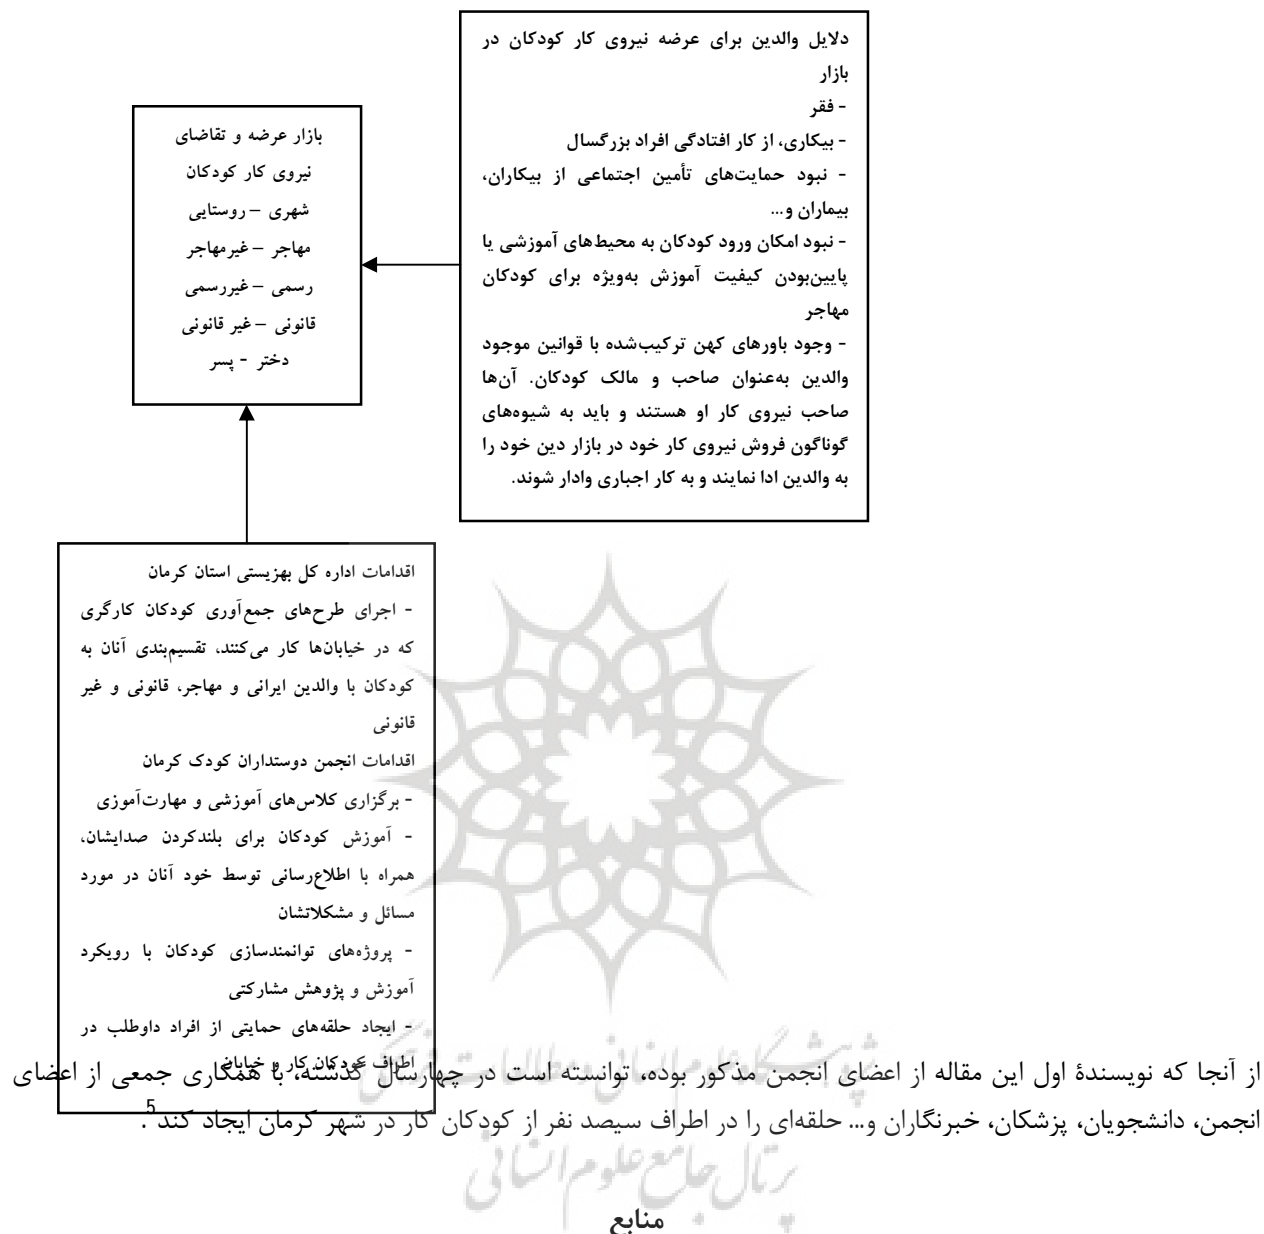 دلایل والدین برای عرضه نیروی کار کودکان در
بازار
- فقر
- بیکاری، از کار افتادگی افراد بزرگسال
- نبود حمایت‌های تأمین اجتماعی از بیکاران،
بیماران و...
- نبود امکان ورود کودکان به محیط‌های آموزشی یا
پایین‌بودن کیفیت آموزش به‌ویژه برای کودکان
مهاجر
- وجود باورهای کهن ترکیب‌شده با قوانین موجود
والدین به‌عنوان صاحب و مالک کودکان. آن‌ها
صاحب نیروی کار او هستند و باید به شیوه‌های
گوناگون فروش نیروی کار خود در بازار دین خود را
به والدین ادا نمایند و به کار اجباری وادار شوند.
بازار عرضه و تقاضای
نیروی کار کودکان
شهری – روستایی
مهاجر – غیرمهاجر
رسمی – غیررسمی
قانونی – غیر قانونی
دختر - پسر
اقدامات اداره کل بهزیستی استان کرمان
- اجرای طرح‌های جمع‌آوری کودکان کارگری
که در خیابان‌ها کار می‌کنند، تقسیم‌بندی آنان به
کودکان با والدین ایرانی و مهاجر، قانونی و غیر
قانونی
اقدامات انجمن دوستداران کودک کرمان
- برگزاری کلاس‌های آموزشی و مهارت‌آموزی
- آموزش کودکان برای بلندکردن صدایشان،
همراه با اطلاع‌رسانی توسط خود آنان در مورد
مسائل و مشکلاتشان
- پروژه‌های توانمندسازی کودکان با رویکرد
آموزش و پژوهش مشارکتی
- ایجاد حلقه‌های حمایتی از افراد داوطلب در
اطراف کودکان کار و خیابان
از آنجا که نویسندۀ اول این مقاله از اعضای انجمن مذکور بوده، توانسته است در چهارسال گذشته، با همکاری جمعی از اعضای
انجمن، دانشجویان، پزشکان، خبرنگاران و... حلقه‌ای را در اطراف سیصد نفر از کودکان کار در شهر کرمان ایجاد کند5.
پژوهشگاه علوم انسانی و مطالعات فرهنگی
پرتال جامع علوم انسانی
منابع